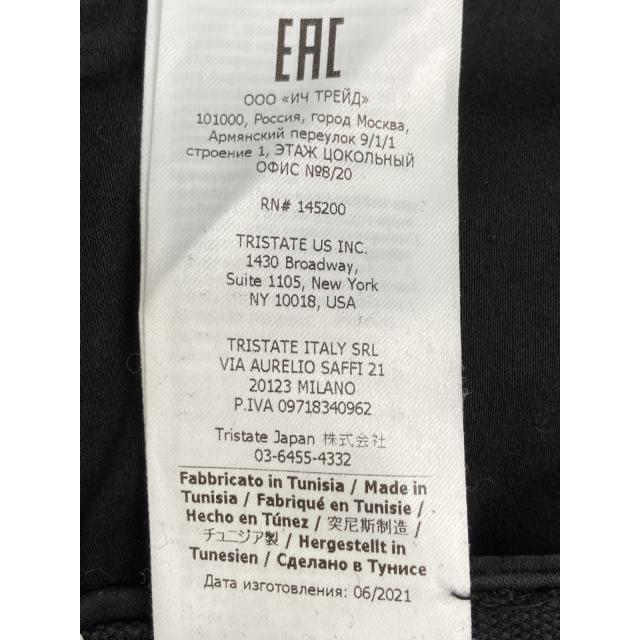 EAC
ООО «ИЧ ТРЕЙД»
101000, Россия, город Москва,
Армянский переулок 9/1/1
строение 1, ЭТАЖ ЦОКОЛЬНЫЙ
ОФИС №8/20
RN# 145200
TRISTATE US INC.
1430 Broadway,
Suite 1105, New York
NY 10018, USA
TRISTATE ITALY SRL
VIA AURELIO SAFFI 21
20123 MILANO
P.IVA 09718340962
Tristate Japan 株式会社
03-6455-4332
Fabbricato in Tunisia / Made in
Tunisia / Fabriqué en Tunisie /
Hecho en Túnez / 突尼斯制造 /
チュニジア製 / Hergestellt in
Tunesien / Сделано в Тунисе
Дата изготовления: 06/2021